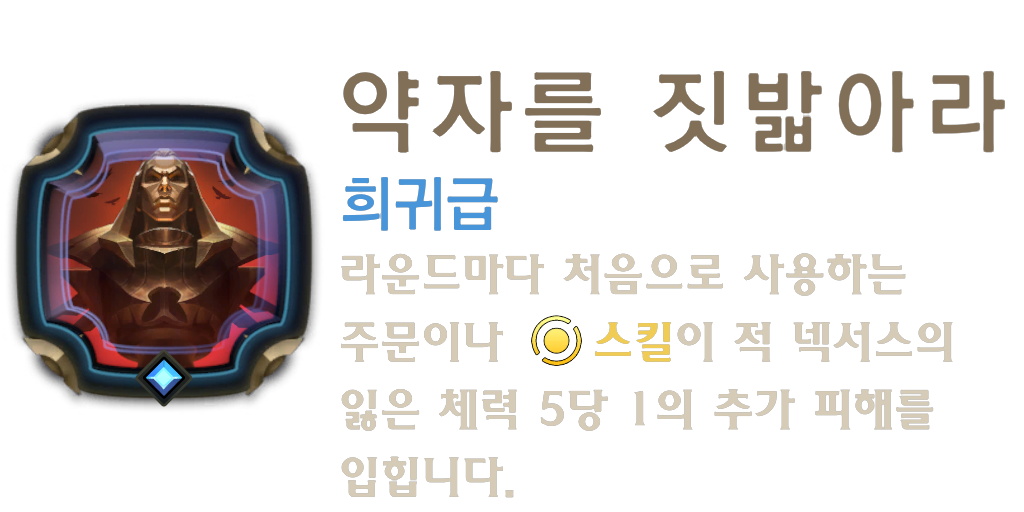 약자를 짓밟아라
희귀급
라운드마다 처음으로 사용하는
주문이나 스킬이 적 넥서스의
잃은 체력 5당 1의 추가 피해를
입힙니다.